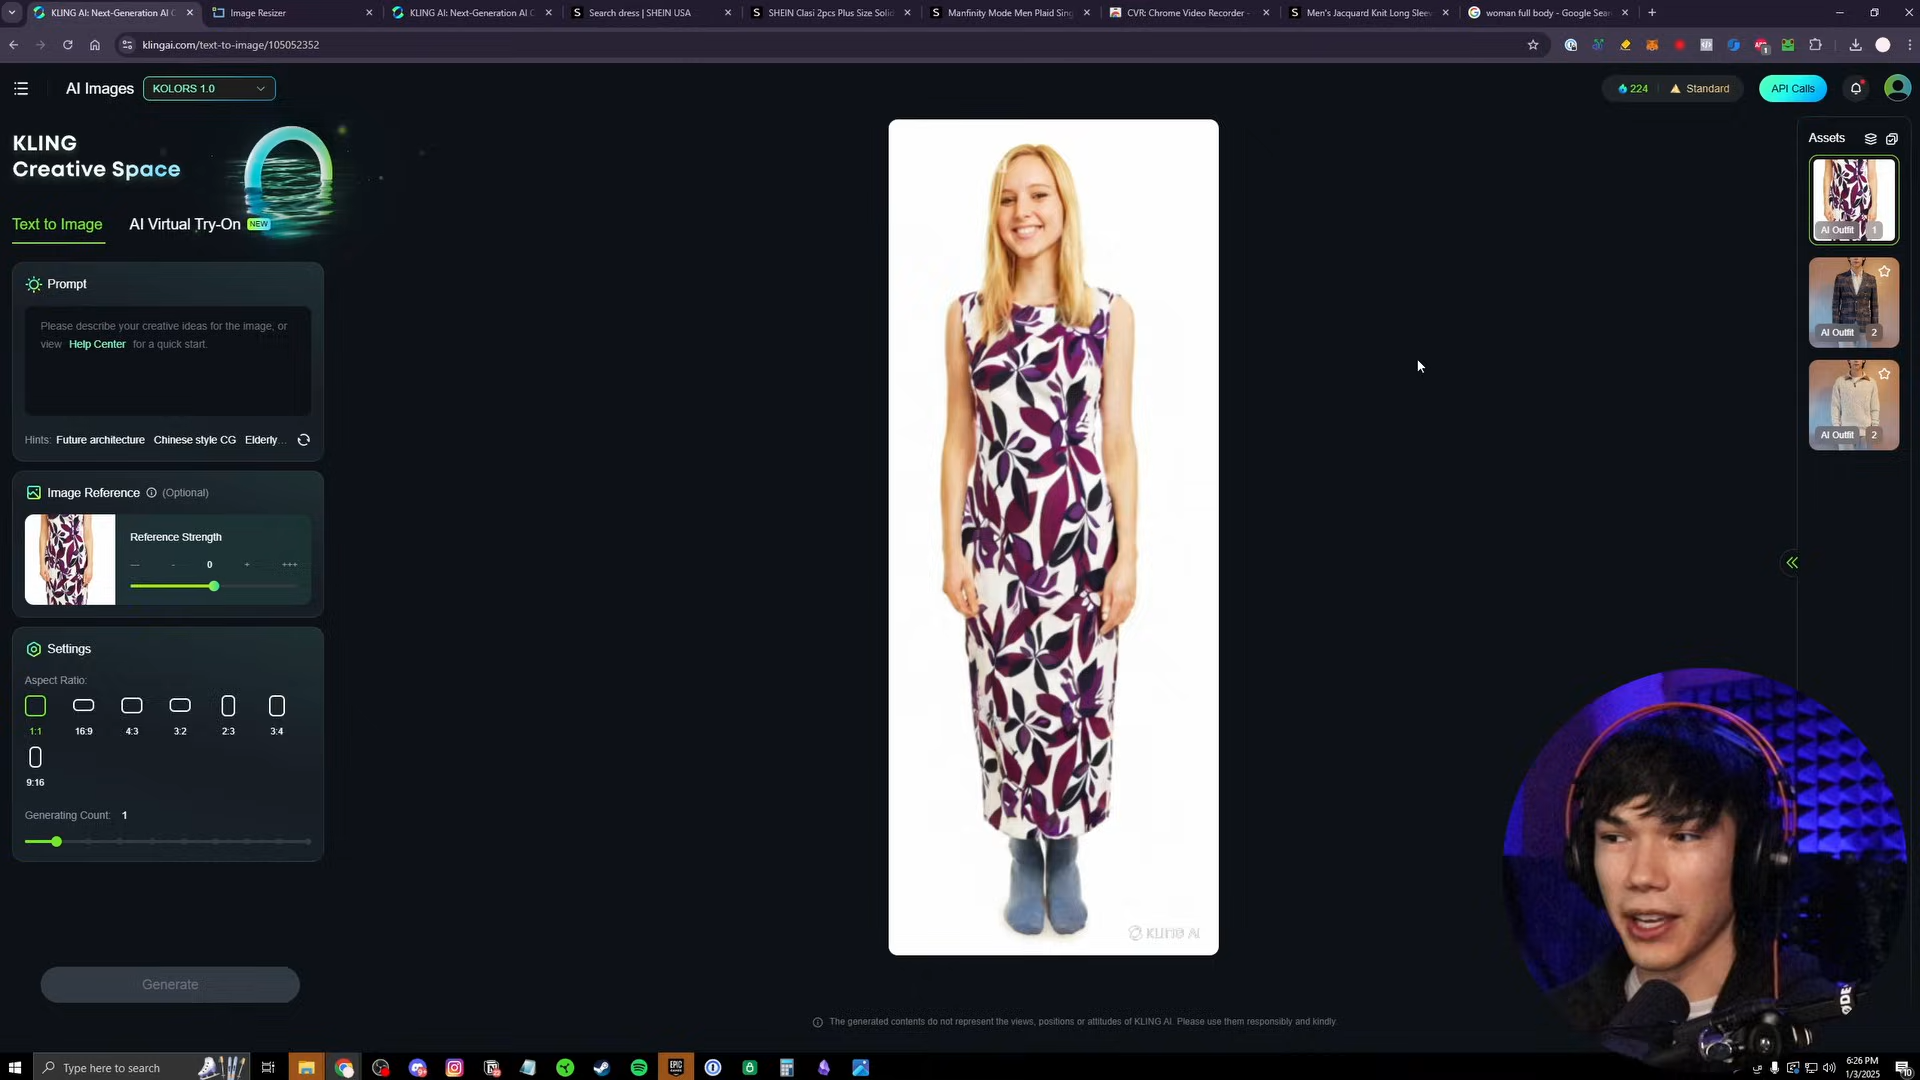 KLING AI: Next-Generation AI C
Image Resizer
KLING AI: Next-Generation AI C
Search dress | SHEIN USA
SHEIN Clasi 2pcs Plus Size Solid
Manfinity Mode Men Plaid Sing
CVR: Chrome Video Recorder -
Men's Jacquard Knit Long Sleev
woman full body - Google Sear
klingai.com/text-to-image/105052352
AI Images
KOLORS 1.0
224
Standard
API Calls
KLING
Creative Space
Assets
Text to Image
AI Virtual Try-On
NEW
AI Outfit 1
Prompt
Please describe your creative ideas for the image, or
view Help Center for a quick start.
AI Outfit 2
Hints: Future architecture Chinese style CG Elderly...
AI Outfit 2
Image Reference (Optional)
Reference Strength
--- - 0 + +++
Settings
Aspect Ratio:
1:1 16:9 4:3 3:2 2:3 3:4
9:16
Generating Count: 1
KLING AI
Generate
The generated contents do not represent the views, positions or attitudes of KLING AI. Please use them responsibly and kindly.
Type here to search
EPIC
GAMES
6:26 PM
1/3/2025